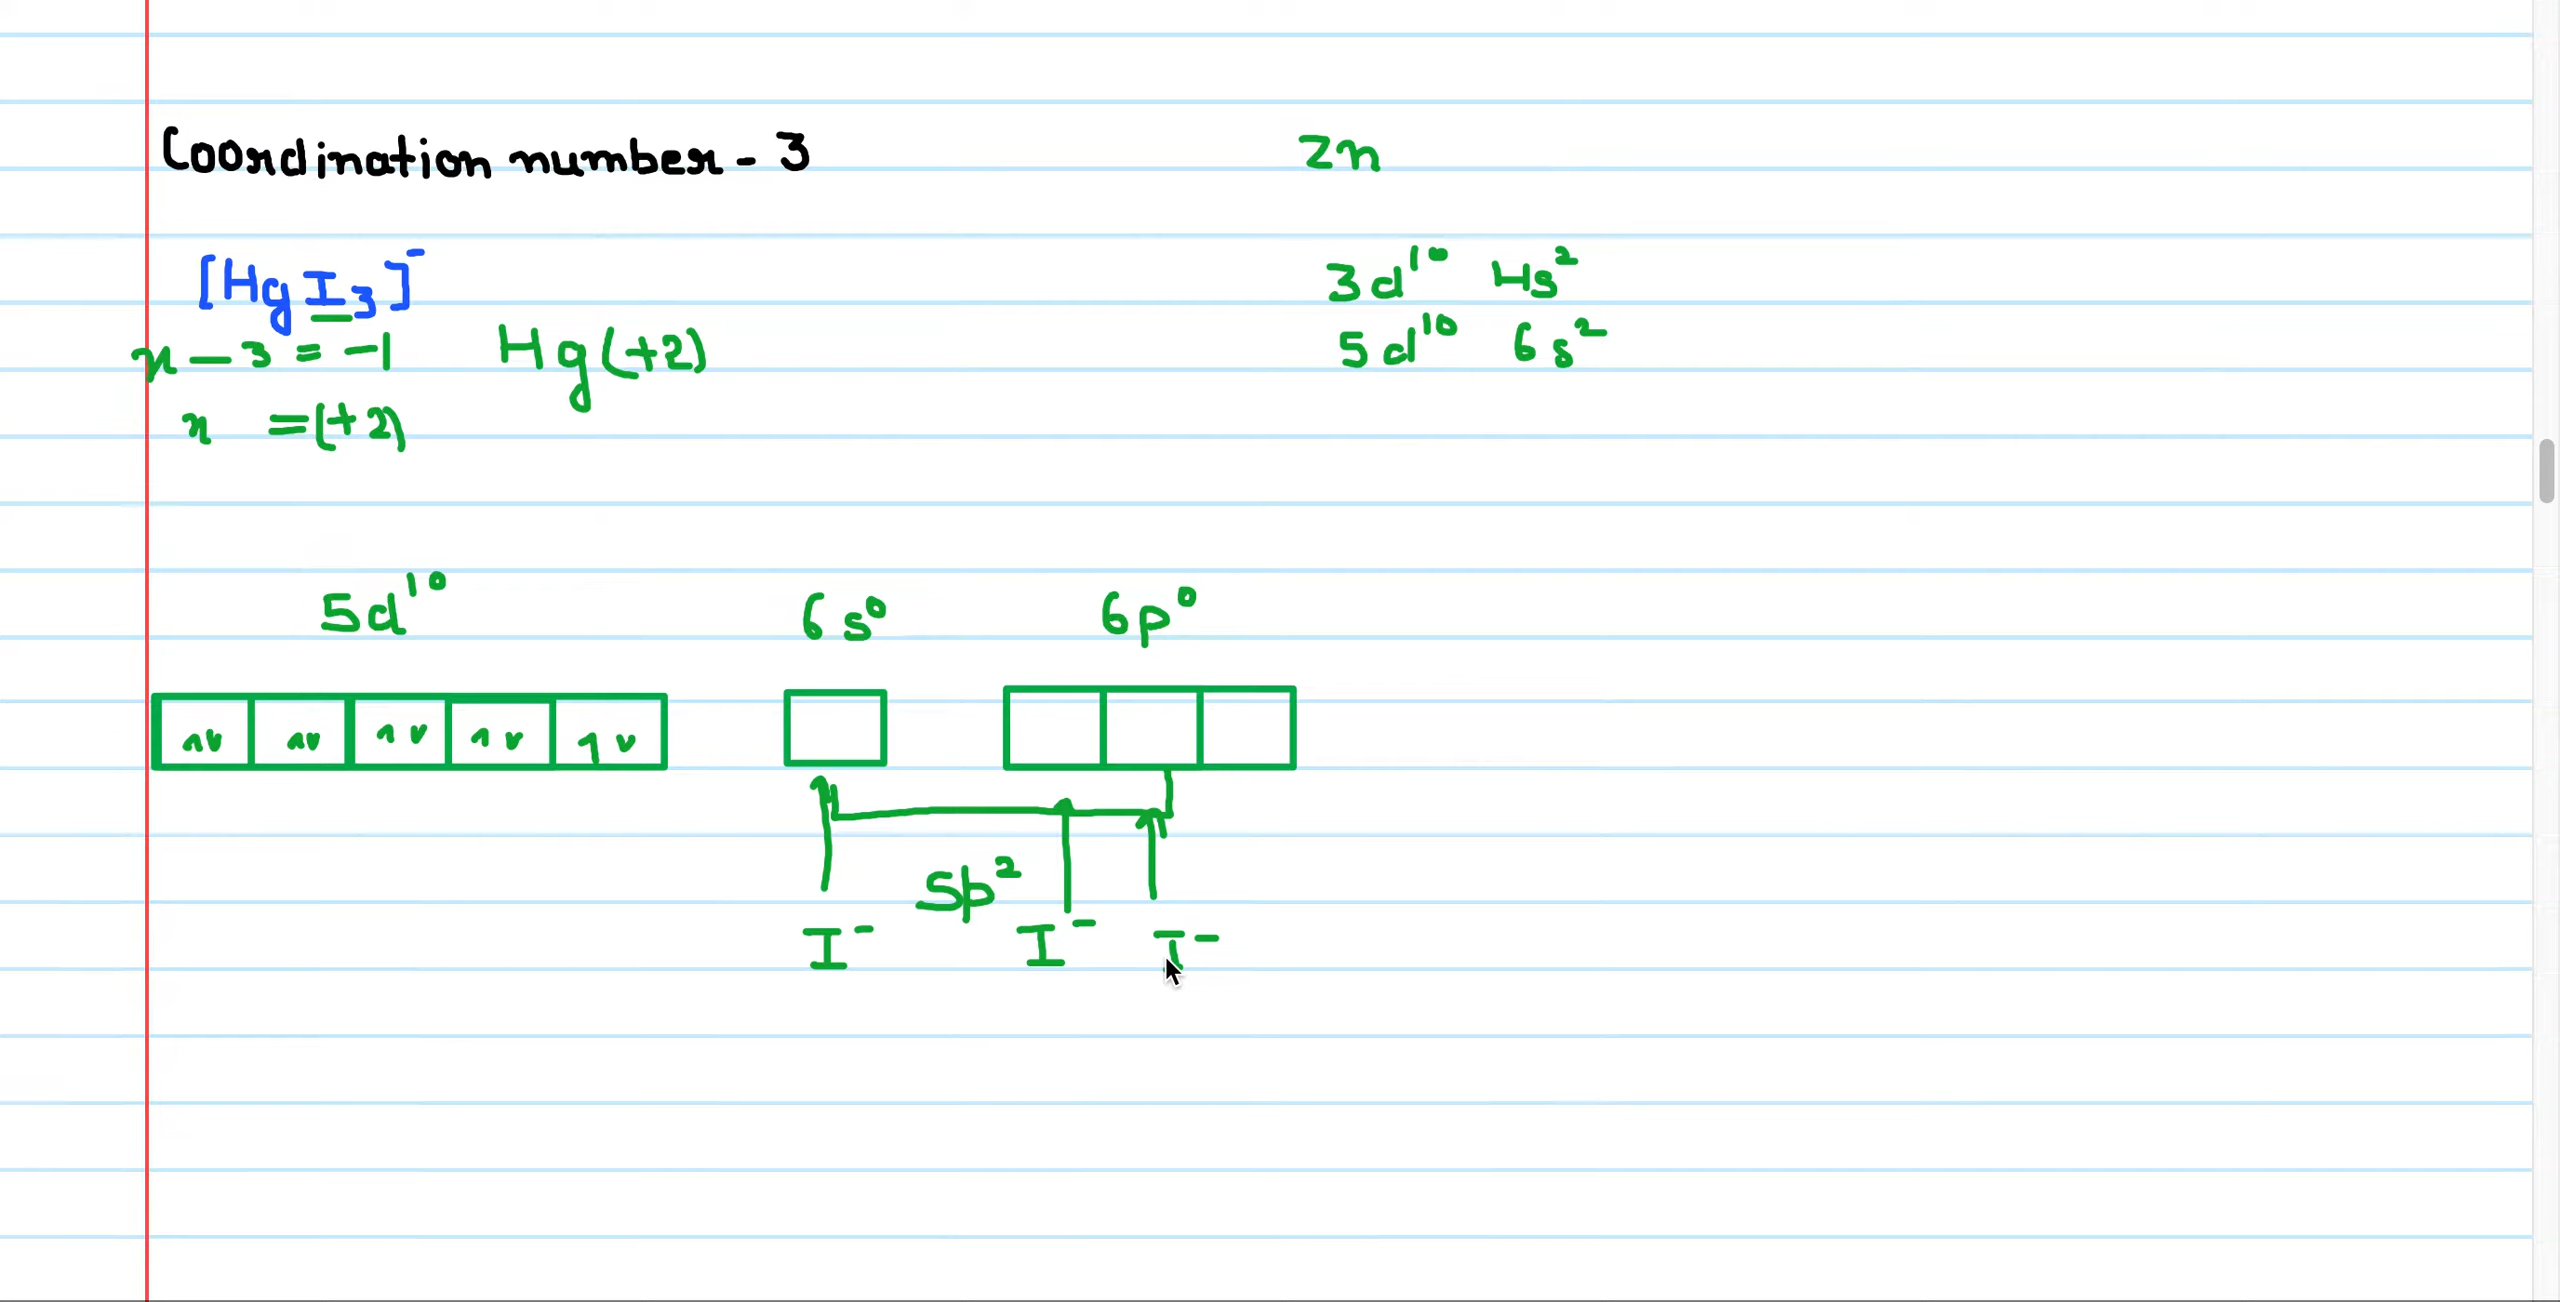 Coordination number - 3
Zn
[HgI₃]⁻
3d¹⁰ 4s²
x - 3 = -1 Hg(+2)
5d¹⁰ 6s²
x = (+2)
5d¹⁰ 6s⁰ 6p⁰
sp²
I⁻ I⁻ I⁻